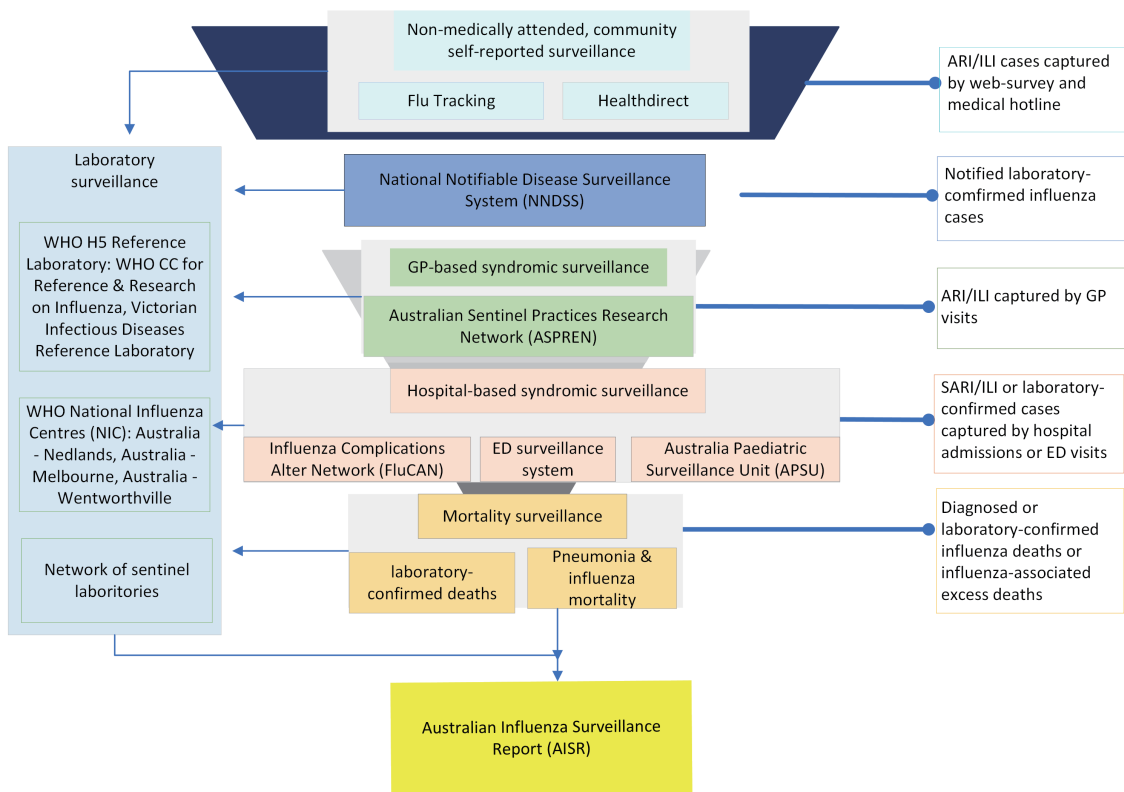 Non-medically attended, community
self-reported surveillance
Flu Tracking
Healthdirect
ARI/ILI cases captured
by web-survey and
medical hotline
Laboratory
surveillance
WHO H5 Reference
Laboratory: WHO CC for
Reference & Research
on Influenza, Victorian
Infectious Diseases
Reference Laboratory
WHO National Influenza
Centres (NIC): Australia
- Nedlands, Australia -
Melbourne, Australia -
Wentworthville
Network of sentinel
laboritories
National Notifiable Disease Surveillance
System (NNDSS)
Notified laboratory-
comfirmed influenza
cases
GP-based syndromic surveillance
Australian Sentinel Practices Research
Network (ASPREN)
ARI/ILI captured by GP
visits
Hospital-based syndromic surveillance
Influenza Complications
Alter Network (FluCAN)
ED surveillance
system
Australia Paediatric
Surveillance Unit (APSU)
SARI/ILI or laboratory-
confirmed cases
captured by hospital
admissions or ED visits
Mortality surveillance
laboratory-
confirmed deaths
Pneumonia &
influenza
mortality
Diagnosed or
laboratory-confirmed
influenza deaths or
influenza-associated
excess deaths
Australian Influenza Surveillance
Report (AISR)